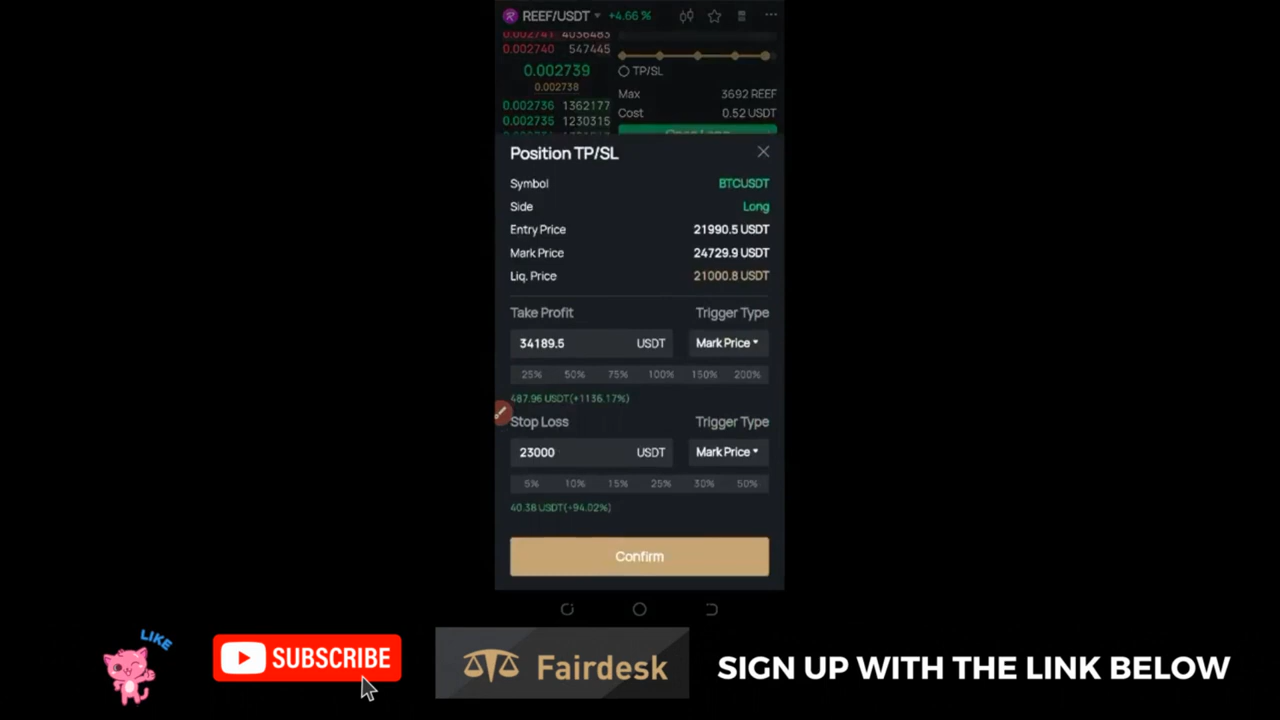 REEF/USDT +4.66 %
0.002741 4036483
0.002740 547445
0.002739
0.002738
0.002736 1362177
0.002735 1230315
TP/SL
Max 3692 REEF
Cost 0.52 USDT
Open Long
Position TP/SL
Symbol BTCUSDT
Side Long
Entry Price 21990.5 USDT
Mark Price 24729.9 USDT
Liq. Price 21000.8 USDT
Take Profit Trigger Type
34189.5 USDT Mark Price
25% 50% 75% 100% 150% 200%
487.96 USDT(+1136.17%)
Stop Loss Trigger Type
23000 USDT Mark Price
5% 10% 15% 25% 30% 50%
40.38 USDT(+94.02%)
Confirm
LIKE
SUBSCRIBE
Fairdesk
SIGN UP WITH THE LINK BELOW